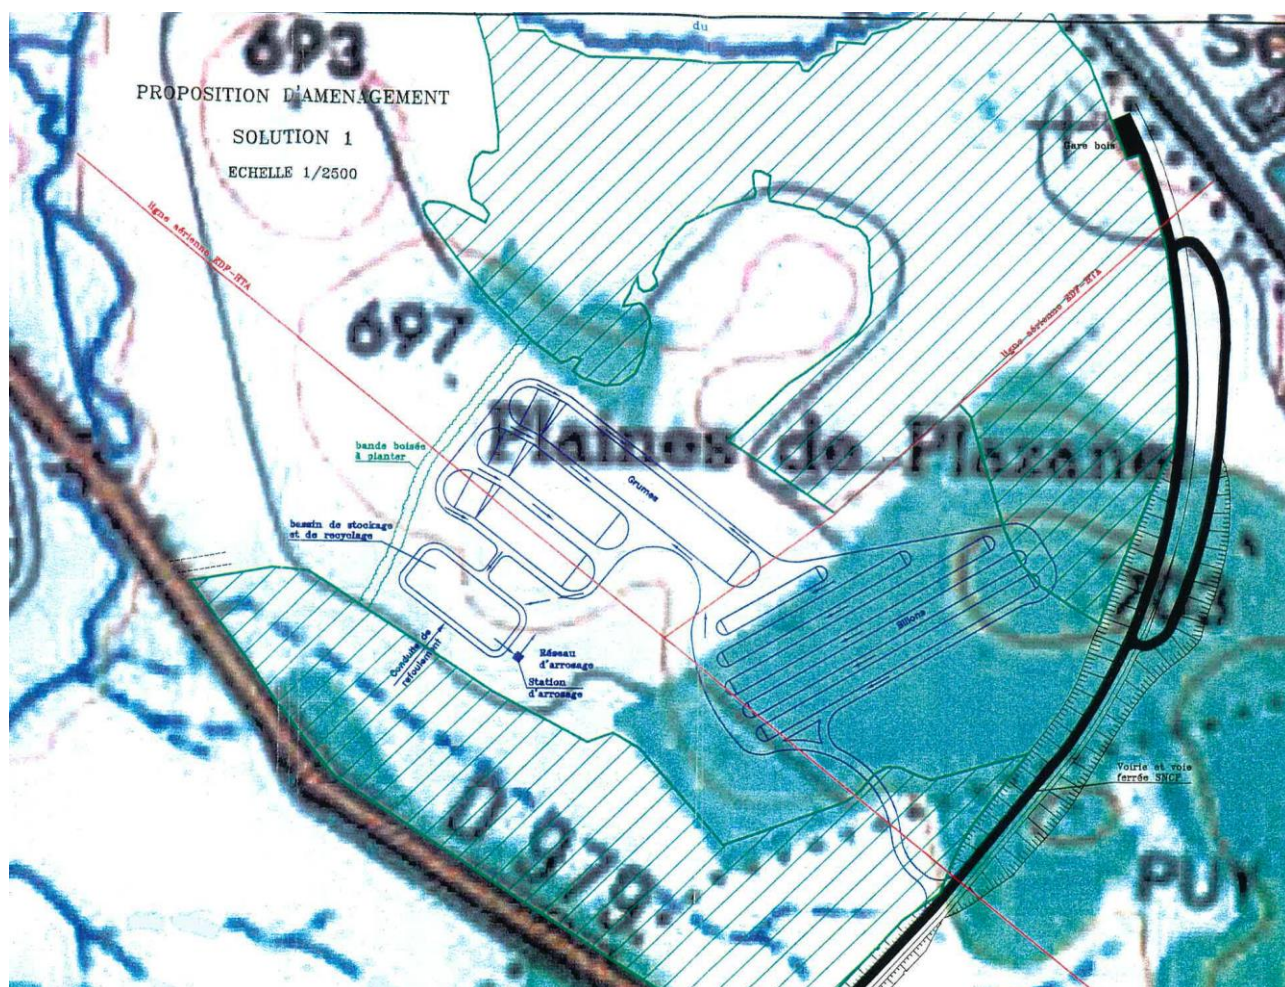 du
693
PROPOSITION D'AMENAGEMENT
SOLUTION 1
ECHELLE 1/2500
Gare bois
ligne aérienne EDF-HTA
ligne aérienne EDF-HTA
697
Plaines de Plazana
bande boisée
à planter
Grumes
bassin de stockage
et de recyclage
Billons
Conduite de
refoulement
Réseau
d'arrosage
Station
d'arrosage
Voirie et voie
ferrée SNCF
D 979
PUY